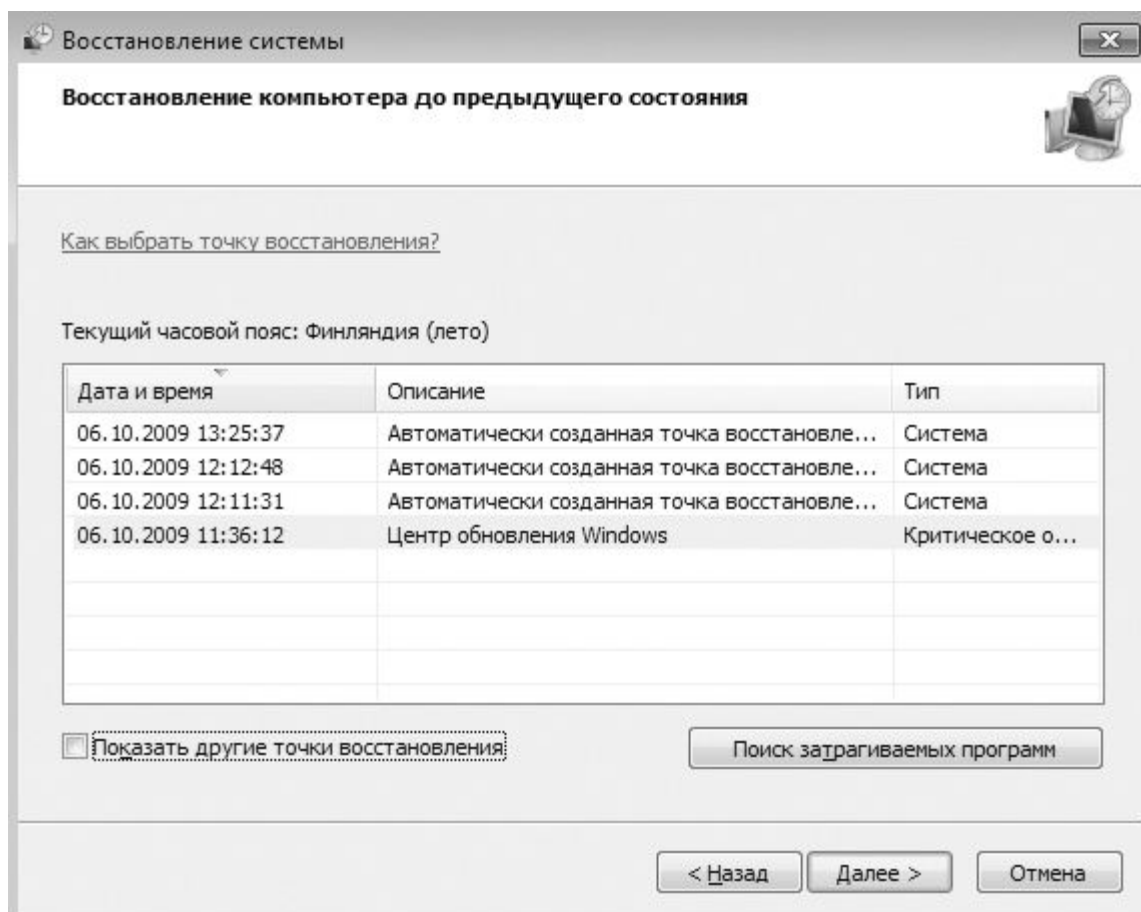 Восстановление системы
Восстановление компьютера до предыдущего состояния
Как выбрать точку восстановления?
Текущий часовой пояс: Финляндия (лето)
Дата и время Описание Тип
06.10.2009 13:25:37 Автоматически созданная точка восстановле... Система
06.10.2009 12:12:48 Автоматически созданная точка восстановле... Система
06.10.2009 12:11:31 Автоматически созданная точка восстановле... Система
06.10.2009 11:36:12 Центр обновления Windows Критическое о...
Показать другие точки восстановления Поиск затрагиваемых программ
< Назад Далее > Отмена